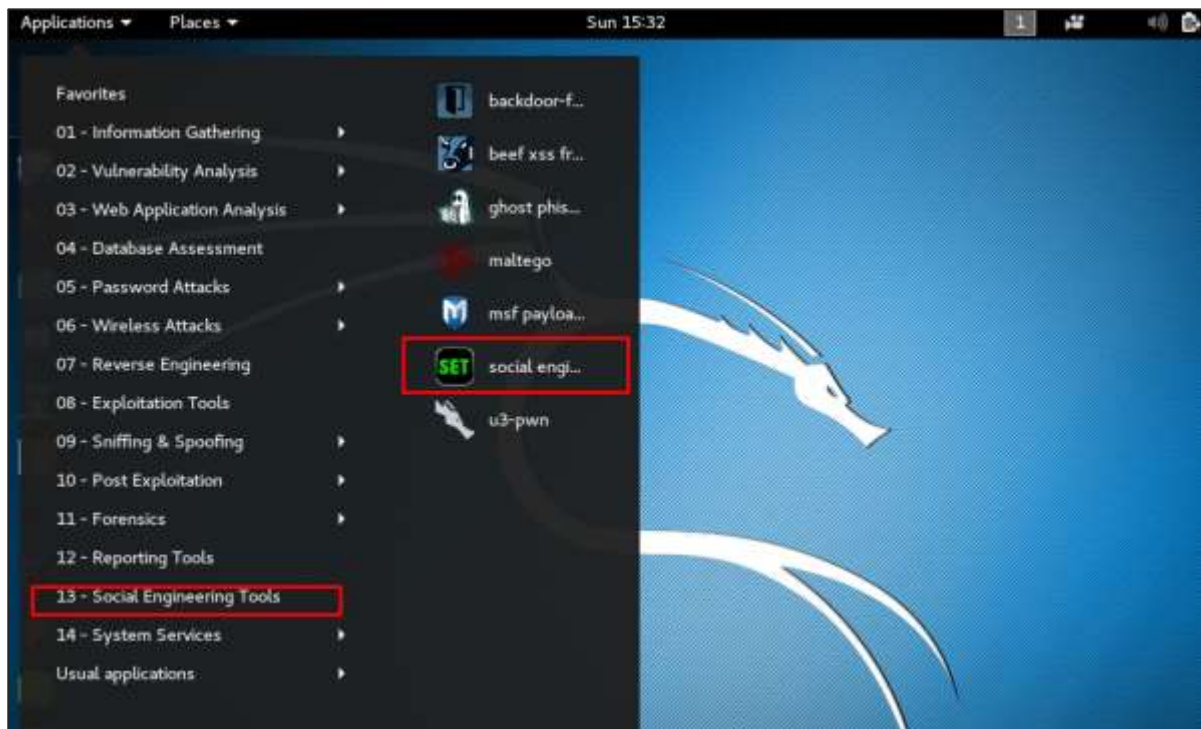 Applications Places Sun 15:32 1
Favorites
01 - Information Gathering
02 - Vulnerability Analysis
03 - Web Application Analysis
04 - Database Assessment
05 - Password Attacks
06 - Wireless Attacks
07 - Reverse Engineering
08 - Exploitation Tools
09 - Sniffing & Spoofing
10 - Post Exploitation
11 - Forensics
12 - Reporting Tools
13 - Social Engineering Tools
14 - System Services
Usual applications
backdoor-f...
beef xss fr...
ghost phis...
maltego
M msf payloa...
SET social engi...
u3-pwn